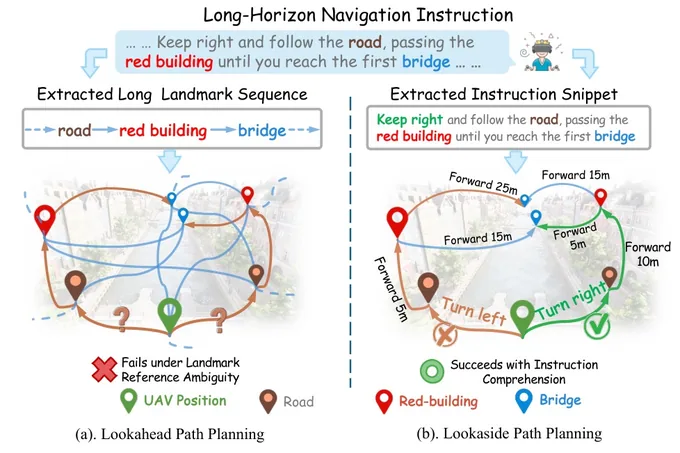 Long-Horizon Navigation Instruction
... ... Keep right and follow the road, passing the
red building until you reach the first bridge ... ...
Extracted Long Landmark Sequence
road
red building
bridge
?
?
Fails under Landmark
Reference Ambiguity
Extracted Instruction Snippet
Keep right and follow the road, passing the
red building until you reach the first bridge
Forward 25m
Forward 15m
Forward 15m
Forward
5m
Forward
10m
Forward 5m
Turn left
Turn right
Succeeds with Instruction
Comprehension
UAV Position
Road
Red-building
Bridge
(a). Lookahead Path Planning
(b). Lookaside Path Planning